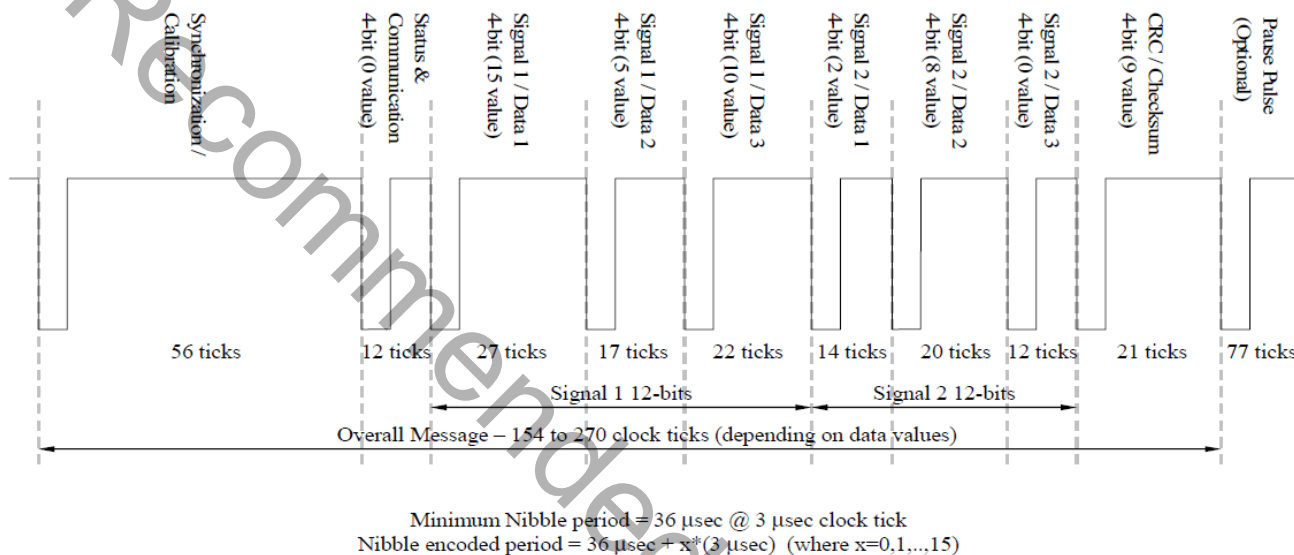 Synchronization /
Calibration
Status &
Communication
4-bit (0 value)
Signal 1 / Data 1
4-bit (15 value)
Signal 1 / Data 2
4-bit (5 value)
Signal 1 / Data 3
4-bit (10 value)
Signal 2 / Data 1
4-bit (2 value)
Signal 2 / Data 2
4-bit (8 value)
Signal 2 / Data 3
4-bit (0 value)
CRC / Checksum
4-bit (9 value)
Pause Pulse
(Optional)
56 ticks
12 ticks
27 ticks
17 ticks
22 ticks
14 ticks
20 ticks
12 ticks
21 ticks
77 ticks
Signal 1 12-bits
Signal 2 12-bits
Overall Message – 154 to 270 clock ticks (depending on data values)
Minimum Nibble period = 36 µsec @ 3 µsec clock tick
Nibble encoded period = 36 µsec + x*(3 µsec) (where x=0,1,..,15)
Recommende